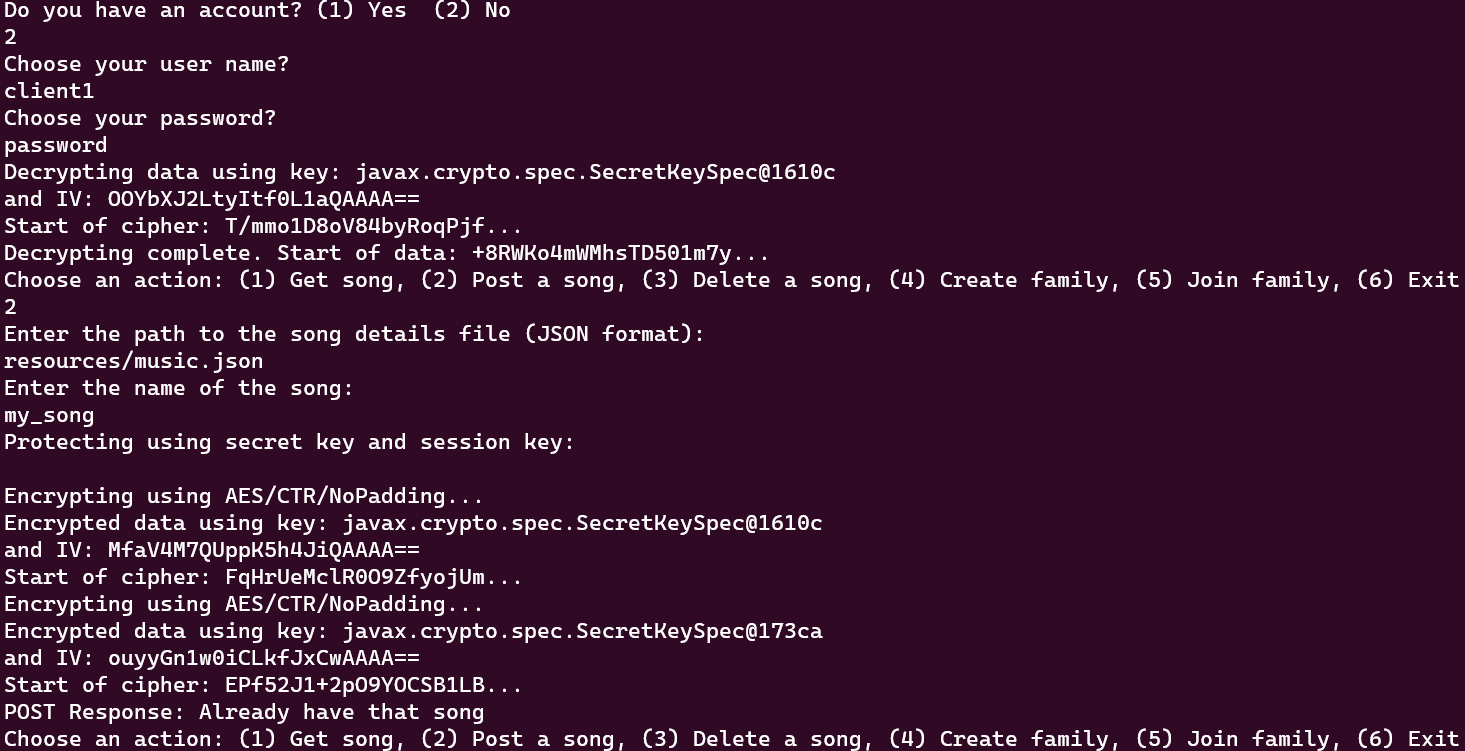 Do you have an account? (1) Yes  (2) No
2
Choose your user name?
client1
Choose your password?
password
Decrypting data using key: javax.crypto.spec.SecretKeySpec@1610c
and IV: OOYbXJ2LtyItf0L1aQAAAA==
Start of cipher: T/mmo1D8oV84byRoqPjf...
Decrypting complete. Start of data: +8RWKo4mWMhsTD501m7y...
Choose an action: (1) Get song, (2) Post a song, (3) Delete a song, (4) Create family, (5) Join family, (6) Exit
2
Enter the path to the song details file (JSON format):
resources/music.json
Enter the name of the song:
my_song
Protecting using secret key and session key:

Encrypting using AES/CTR/NoPadding...
Encrypted data using key: javax.crypto.spec.SecretKeySpec@1610c
and IV: MfaV4M7QUppK5h4JiQAAAA==
Start of cipher: FqHrUeMclR0O9ZfyojUm...
Encrypting using AES/CTR/NoPadding...
Encrypted data using key: javax.crypto.spec.SecretKeySpec@173ca
and IV: ouyyGn1w0iCLkfJxCwAAAA==
Start of cipher: EPf52J1+2pO9YOCSB1LB...
POST Response: Already have that song
Choose an action: (1) Get song, (2) Post a song, (3) Delete a song, (4) Create family, (5) Join family, (6) Exit